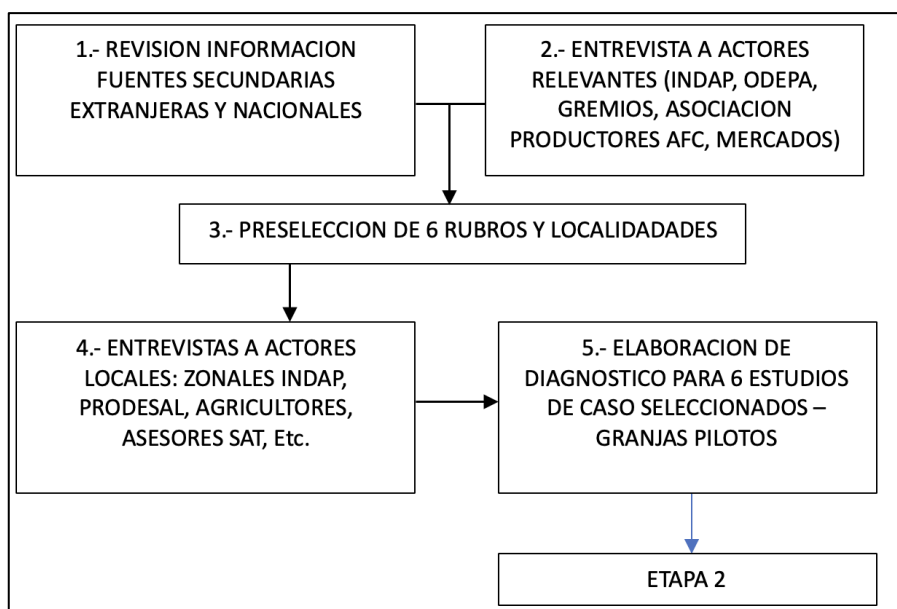 1.- REVISION INFORMACION
FUENTES SECUNDARIAS
EXTRANJERAS Y NACIONALES
2.- ENTREVISTA A ACTORES
RELEVANTES (INDAP, ODEPA,
GREMIOS, ASOCIACION
PRODUCTORES AFC, MERCADOS)
3.- PRESELECCION DE 6 RUBROS Y LOCALIDADADES
4.- ENTREVISTAS A ACTORES
LOCALES: ZONALES INDAP,
PRODESAL, AGRICULTORES,
ASESORES SAT, Etc.
5.- ELABORACION DE
DIAGNOSTICO PARA 6 ESTUDIOS
DE CASO SELECCIONADOS –
GRANJAS PILOTOS
ETAPA 2